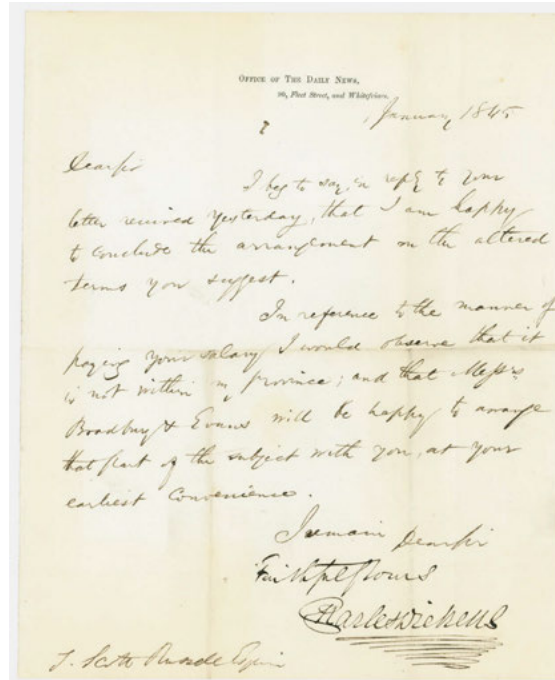 OFFICE OF THE DAILY NEWS,
90, Fleet Street, and Whitefriars.
January 1845
Dear Sir
I beg to say, in reply to your
letter received yesterday, that I am happy
to conclude the arrangement on the altered
terms you suggest.
In reference to the manner of
paying your salary I would observe that it
is not within my province; and that Messrs
Bradbury & Evans will be happy to arrange
that part of the subject with you, at your
earliest convenience.
I remain Dear Sir
Faithfully Yours
Charles Dickens
J. Scott Russell Esquire